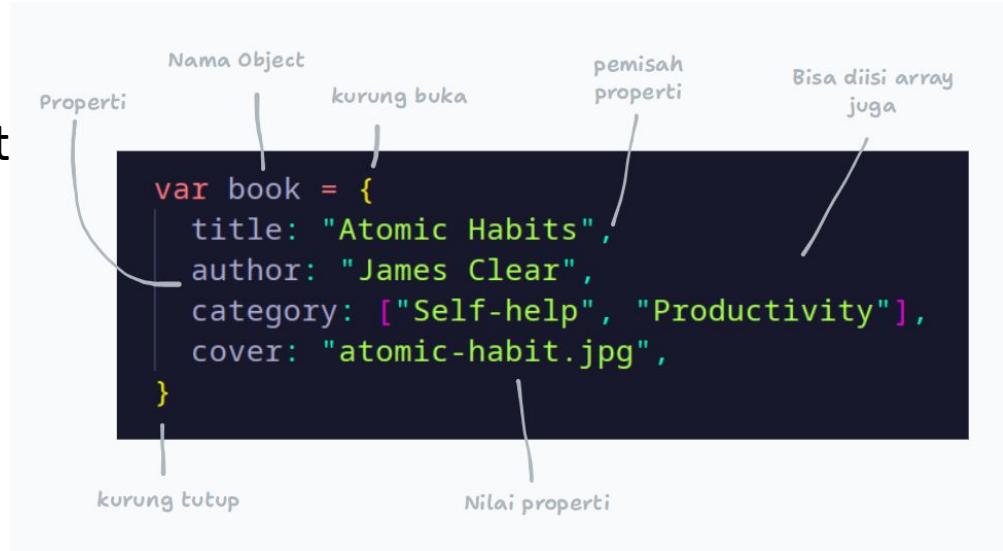 Nama Object
Properti
kurung buka
pemisah
properti
Bisa diisi array
juga
t
var book = {
title: "Atomic Habits",
author: "James Clear",
category: ["Self-help", "Productivity"],
cover: "atomic-habit.jpg",
}
kurung tutup
Nilai properti